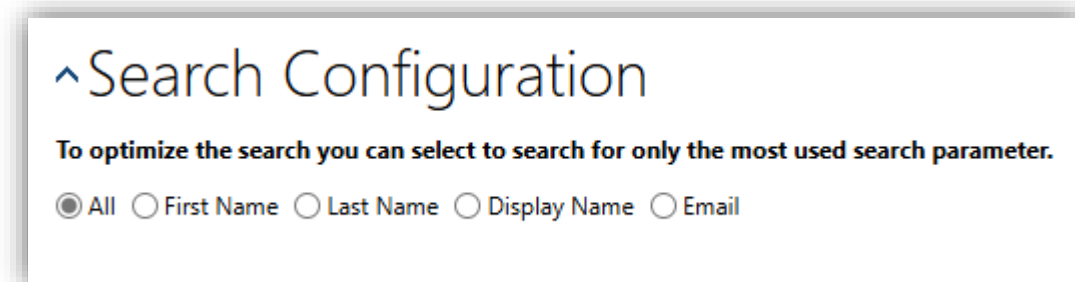 Search Configuration
To optimize the search you can select to search for only the most used search parameter.
All First Name Last Name Display Name Email